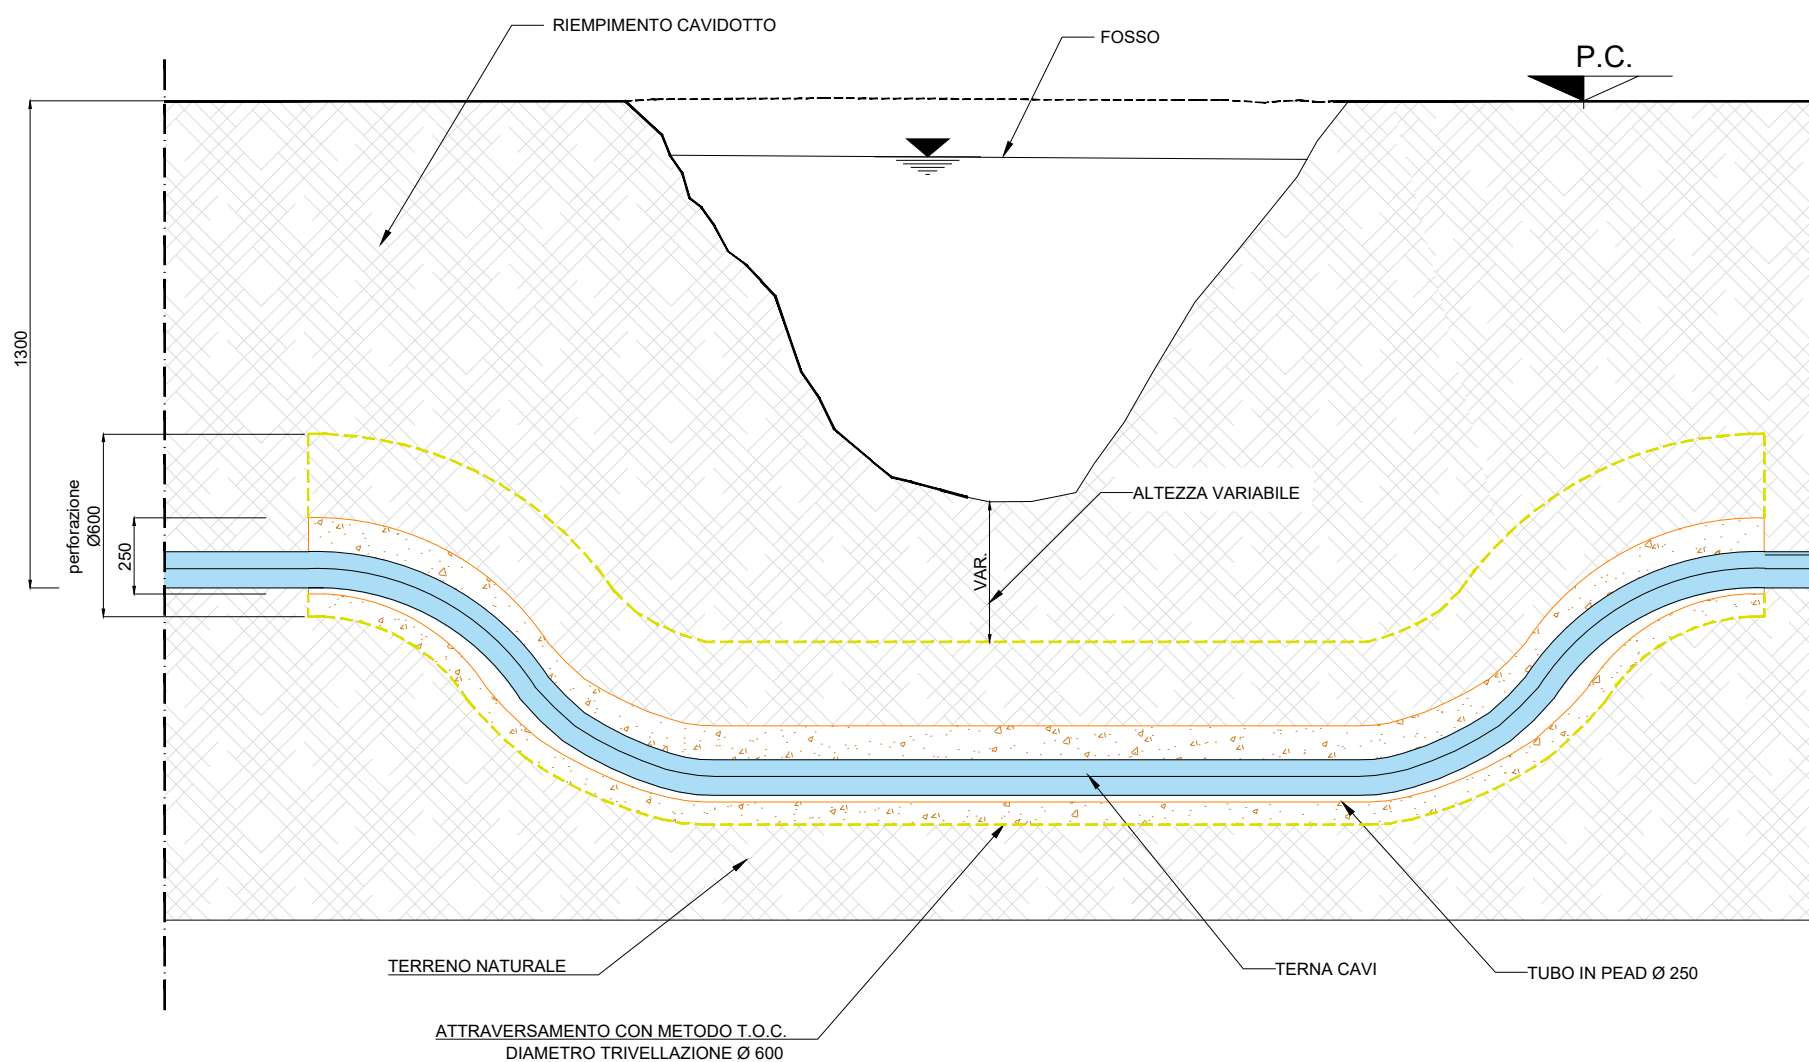 RIEMPIMENTO CAVIDOTTO
FOSSO
P.C.
1300
perforazione
Ø600
250
ALTEZZA VARIABILE
VAR.
TERRENO NATURALE
TERNA CAVI
TUBO IN PEAD Ø 250
ATTRAVERSAMENTO CON METODO T.O.C.
DIAMETRO TRIVELLAZIONE Ø 600